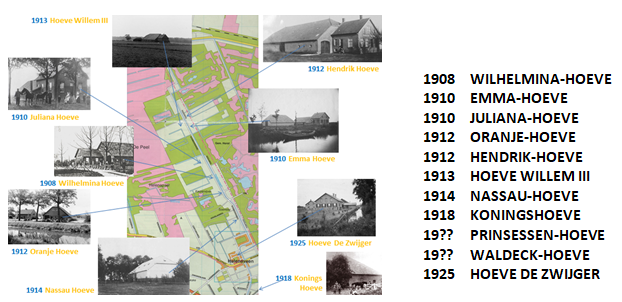 1913 Hoeve Willem III
1912 Hendrik Hoeve
1910 Juliana Hoeve
De Peel
1910 Emma Hoeve
1908 Wilhelmina Hoeve
1912 Oranje Hoeve
1925 Hoeve De Zwijger
1914 Nassau Hoeve
1918 Konings
Hoeve
1908 WILHELMINA-HOEVE
1910 EMMA-HOEVE
1910 JULIANA-HOEVE
1912 ORANJE-HOEVE
1912 HENDRIK-HOEVE
1913 HOEVE WILLEM III
1914 NASSAU-HOEVE
1918 KONINGSHOEVE
19?? PRINSESSEN-HOEVE
19?? WALDECK-HOEVE
1925 HOEVE DE ZWIJGER